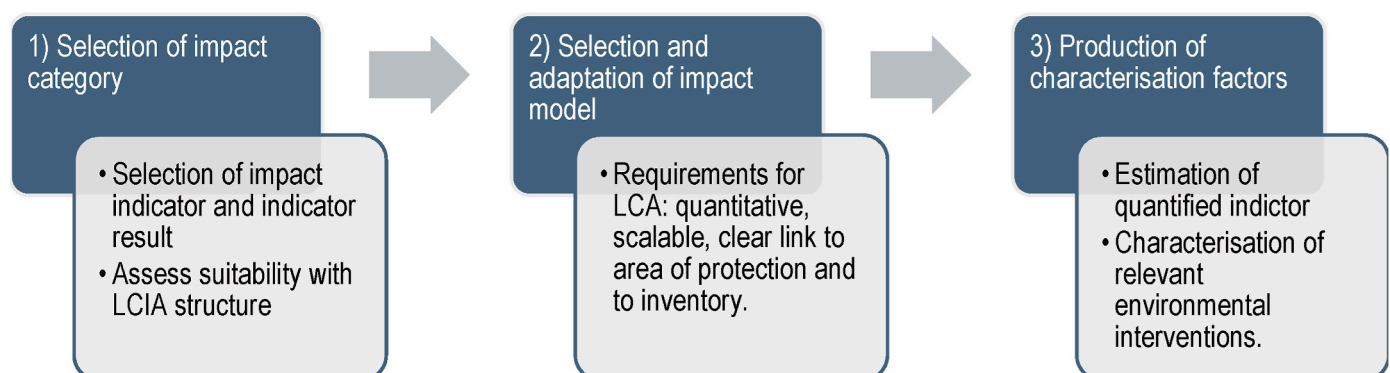 1) Selection of impact
category
• Selection of impact
indicator and indicator
result
• Assess suitability with
LCIA structure
2) Selection and
adaptation of impact
model
• Requirements for
LCA: quantitative,
scalable, clear link to
area of protection and
to inventory.
3) Production of
characterisation factors
• Estimation of
quantified indictor
• Characterisation of
relevant
environmental
interventions.